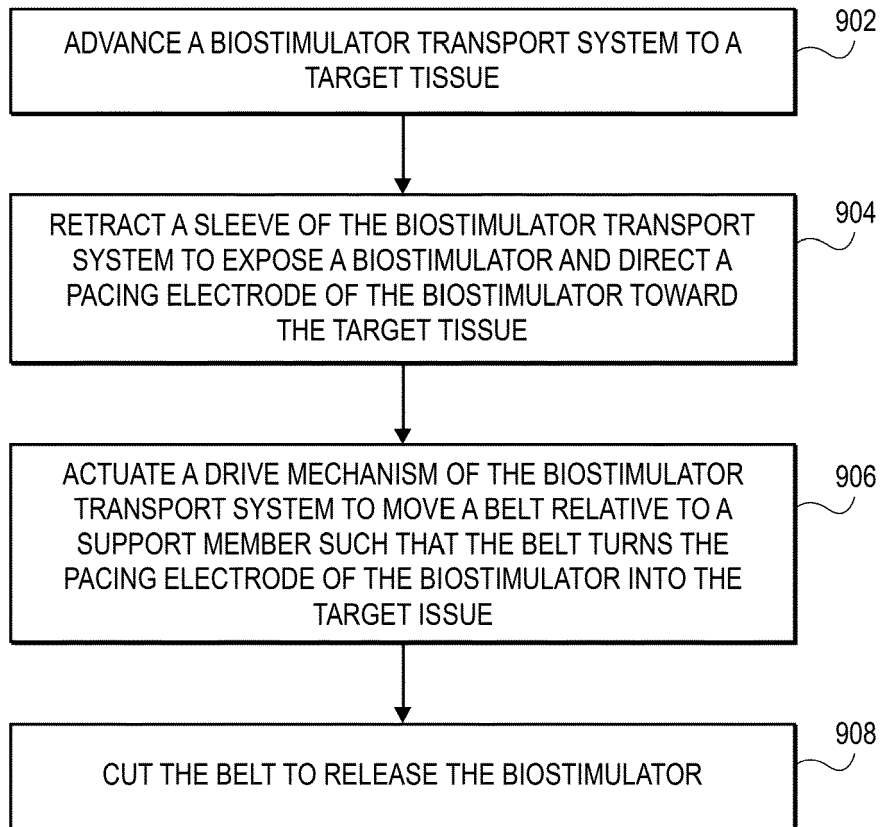 ADVANCE A BIOSTIMULATOR TRANSPORT SYSTEM TO A
TARGET TISSUE
902
RETRACT A SLEEVE OF THE BIOSTIMULATOR TRANSPORT
SYSTEM TO EXPOSE A BIOSTIMULATOR AND DIRECT A
PACING ELECTRODE OF THE BIOSTIMULATOR TOWARD
THE TARGET TISSUE
904
ACTUATE A DRIVE MECHANISM OF THE BIOSTIMULATOR
TRANSPORT SYSTEM TO MOVE A BELT RELATIVE TO A
SUPPORT MEMBER SUCH THAT THE BELT TURNS THE
PACING ELECTRODE OF THE BIOSTIMULATOR INTO THE
TARGET ISSUE
906
CUT THE BELT TO RELEASE THE BIOSTIMULATOR
908